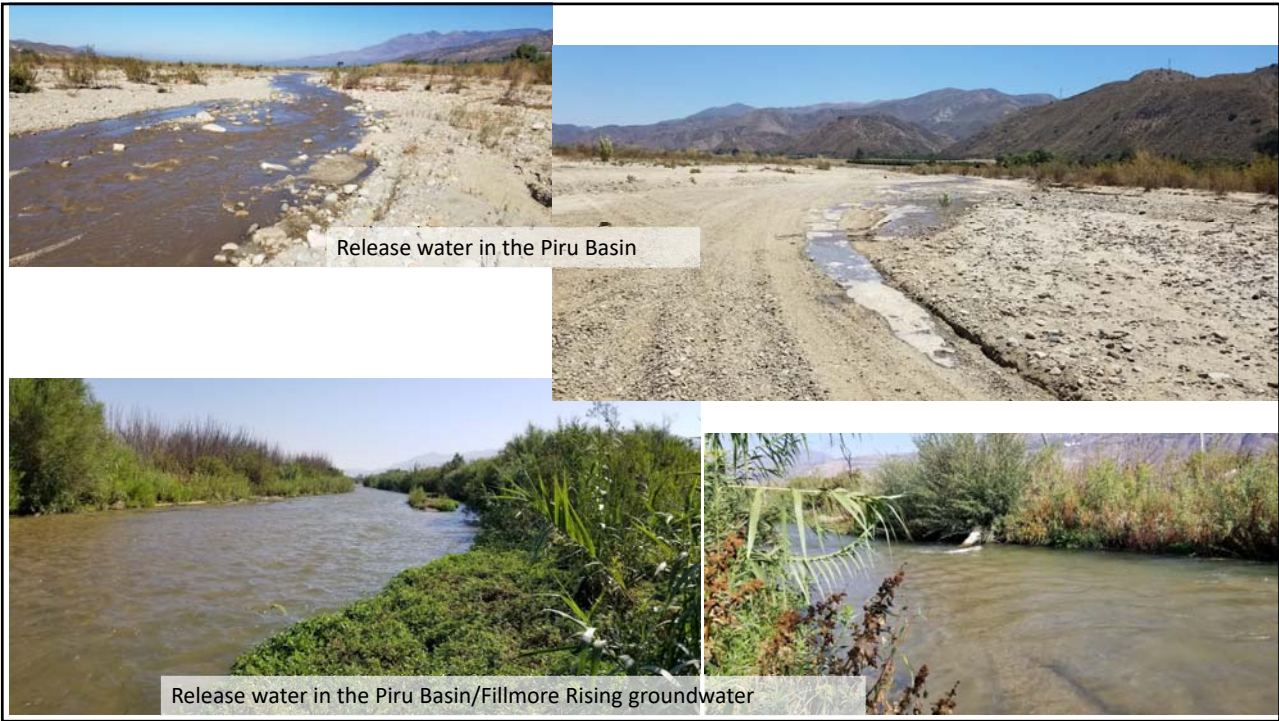 Release water in the Piru Basin
Release water in the Piru Basin/Fillmore Rising groundwater